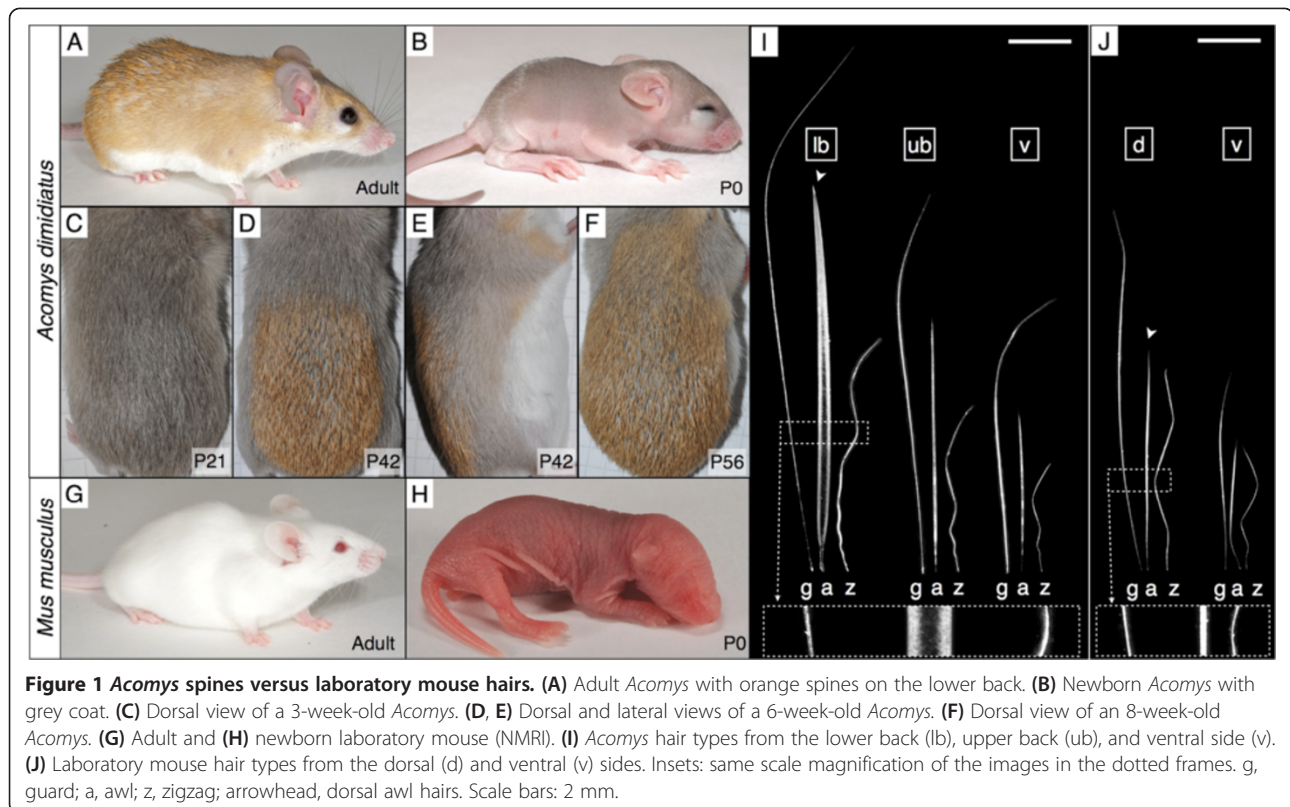 Acomys dimidiatus
Mus musculus
A
Adult
B
P0
C
P21
D
P42
E
P42
F
P56
G
Adult
H
P0
I
lb
ub
v
g a z
g a z
g a z
J
d
v
g a z
g a z
Figure 1 Acomys spines versus laboratory mouse hairs. (A) Adult Acomys with orange spines on the lower back. (B) Newborn Acomys with
grey coat. (C) Dorsal view of a 3-week-old Acomys. (D, E) Dorsal and lateral views of a 6-week-old Acomys. (F) Dorsal view of an 8-week-old
Acomys. (G) Adult and (H) newborn laboratory mouse (NMRI). (I) Acomys hair types from the lower back (lb), upper back (ub), and ventral side (v).
(J) Laboratory mouse hair types from the dorsal (d) and ventral (v) sides. Insets: same scale magnification of the images in the dotted frames. g,
guard; a, awl; z, zigzag; arrowhead, dorsal awl hairs. Scale bars: 2 mm.